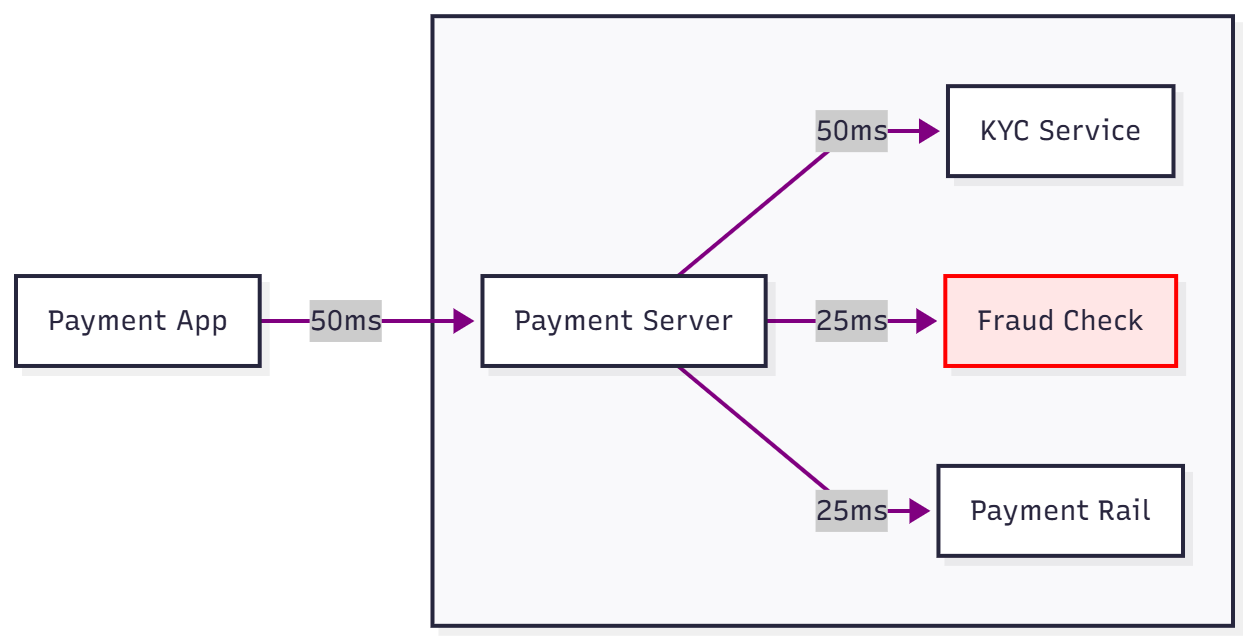 50ms
KYC Service
Payment App
50ms
Payment Server
25ms
Fraud Check
25ms
Payment Rail